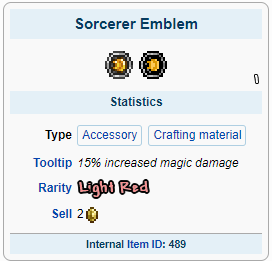 Sorcerer Emblem
Statistics
Type Accessory Crafting material
Tooltip 15% increased magic damage
Rarity Light Red
Sell 2
Internal Item ID: 489